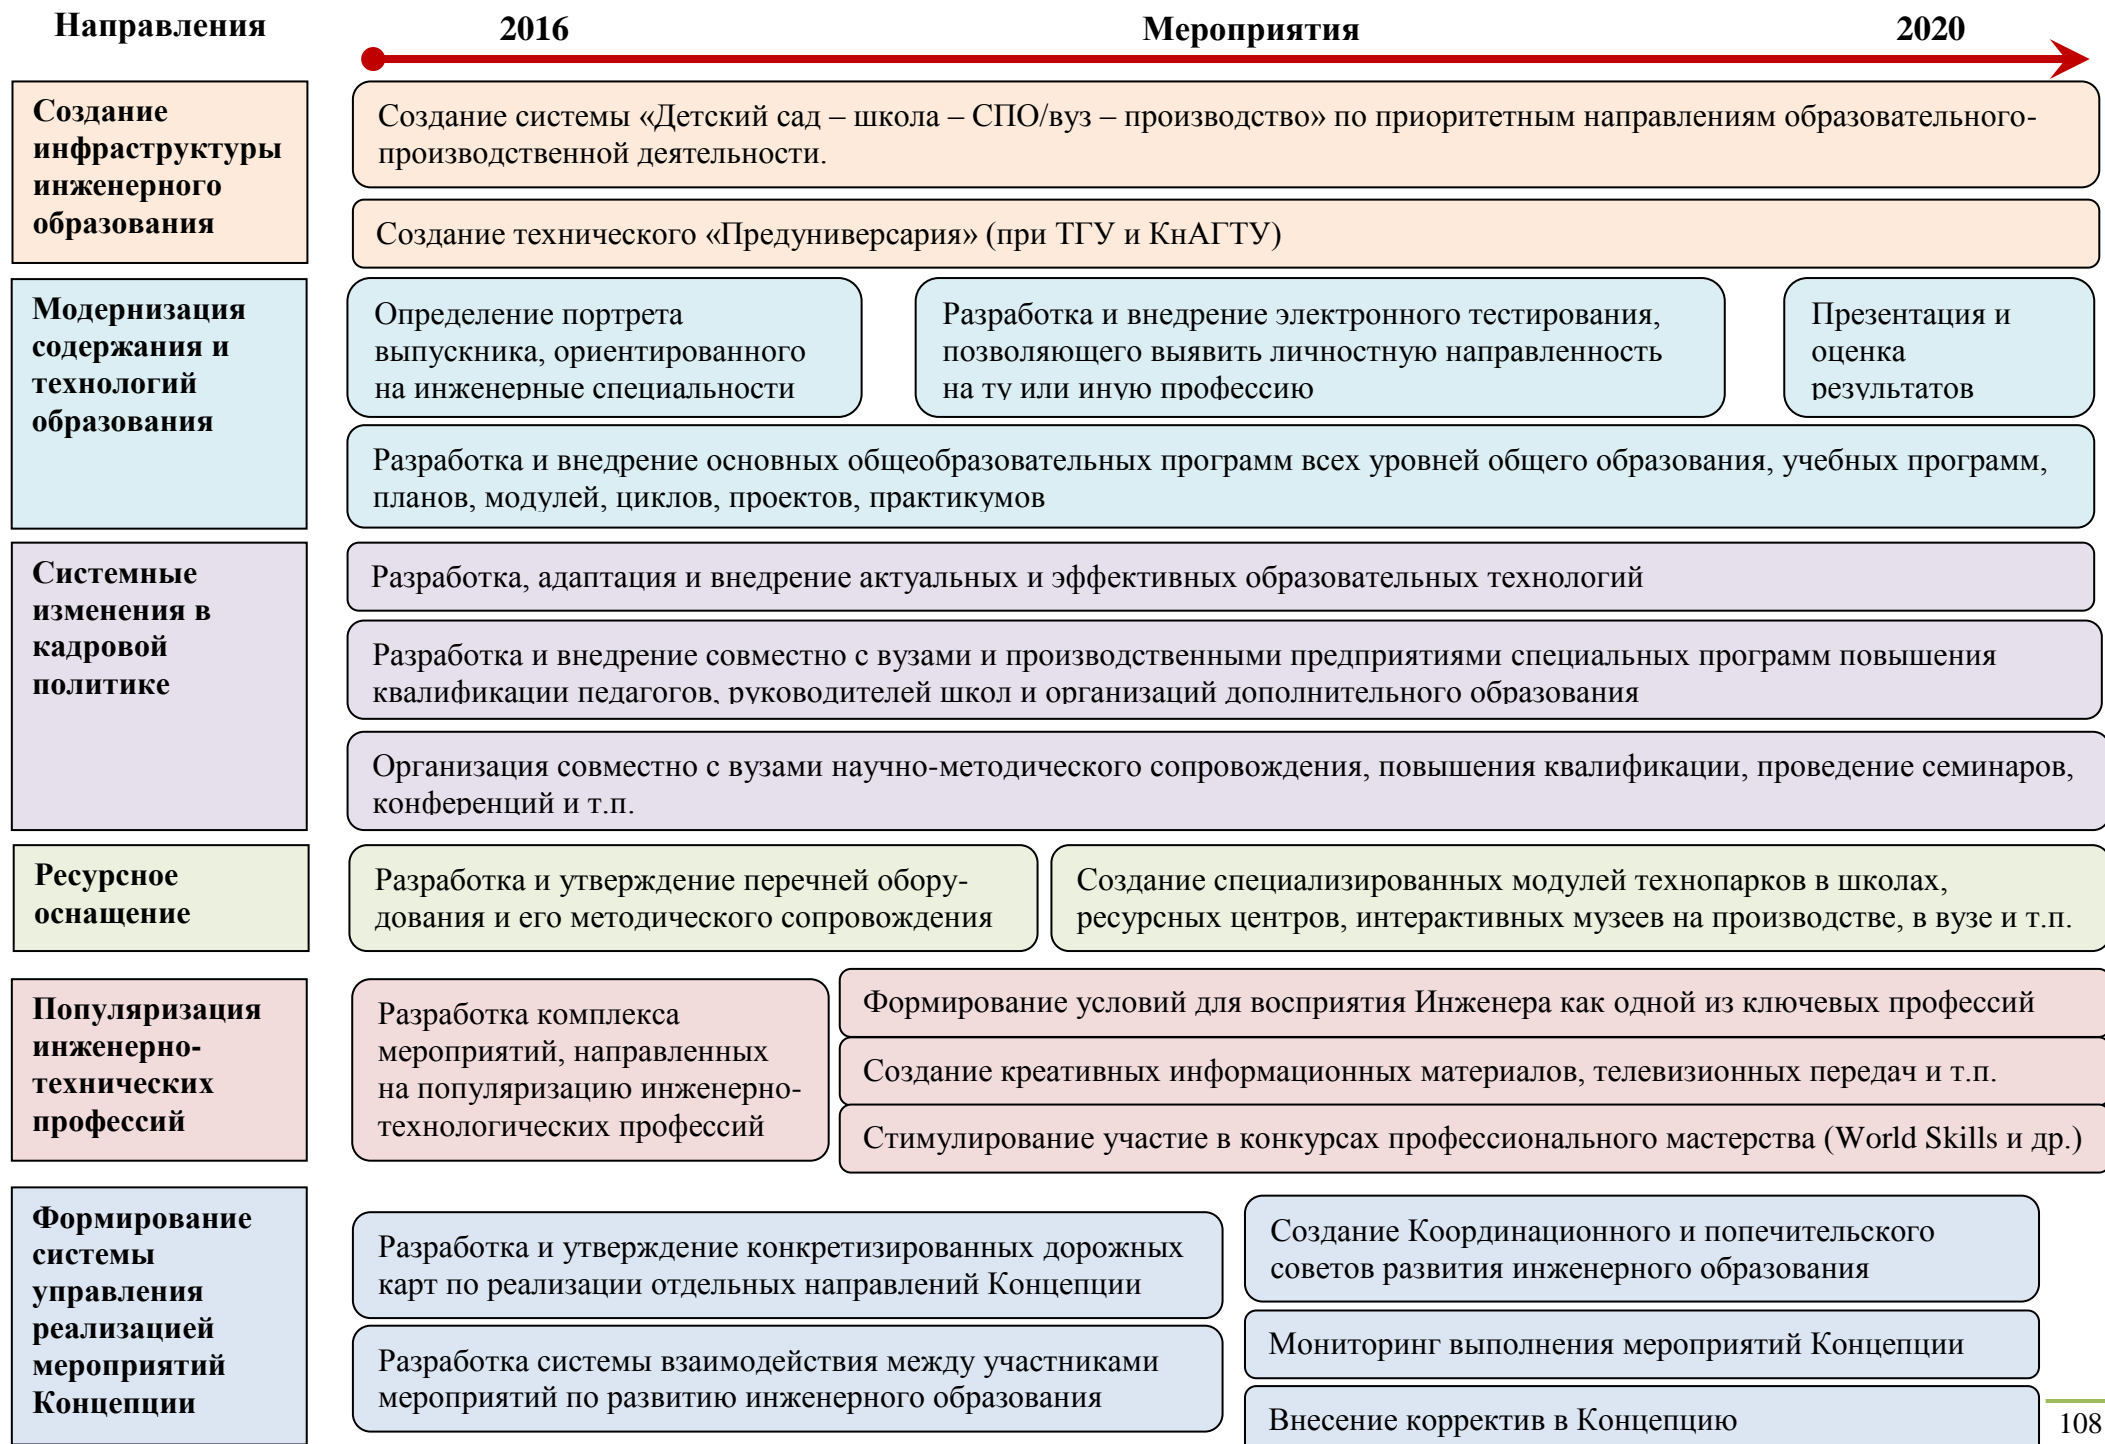 Направления
2016
Мероприятия
2020
Создание
инфраструктуры
инженерного
образования
Создание системы «Детский сад – школа – СПО/вуз – производство» по приоритетным направлениям образовательного-
производственной деятельности.
Создание технического «Предуниверсария» (при ТГУ и КнАГТУ)
Модернизация
содержания и
технологий
образования
Определение портрета
выпускника, ориентированного
на инженерные специальности
Разработка и внедрение электронного тестирования,
позволяющего выявить личностную направленность
на ту или иную профессию
Презентация и
оценка
результатов
Разработка и внедрение основных общеобразовательных программ всех уровней общего образования, учебных программ,
планов, модулей, циклов, проектов, практикумов
Системные
изменения в
кадровой
политике
Разработка, адаптация и внедрение актуальных и эффективных образовательных технологий
Разработка и внедрение совместно с вузами и производственными предприятиями специальных программ повышения
квалификации педагогов, руководителей школ и организаций дополнительного образования
Организация совместно с вузами научно-методического сопровождения, повышения квалификации, проведение семинаров,
конференций и т.п.
Ресурсное
оснащение
Разработка и утверждение перечней обору-
дования и его методического сопровождения
Создание специализированных модулей технопарков в школах,
ресурсных центров, интерактивных музеев на производстве, в вузе и т.п.
Популяризация
инженерно-
технических
профессий
Разработка комплекса
мероприятий, направленных
на популяризацию инженерно-
технологических профессий
Формирование условий для восприятия Инженера как одной из ключевых профессий
Создание креативных информационных материалов, телевизионных передач и т.п.
Стимулирование участие в конкурсах профессионального мастерства (World Skills и др.)
Формирование
системы
управления
реализацией
мероприятий
Концепции
Разработка и утверждение конкретизированных дорожных
карт по реализации отдельных направлений Концепции
Разработка системы взаимодействия между участниками
мероприятий по развитию инженерного образования
Создание Координационного и попечительского
советов развития инженерного образования
Мониторинг выполнения мероприятий Концепции
Внесение корректив в Концепцию
108